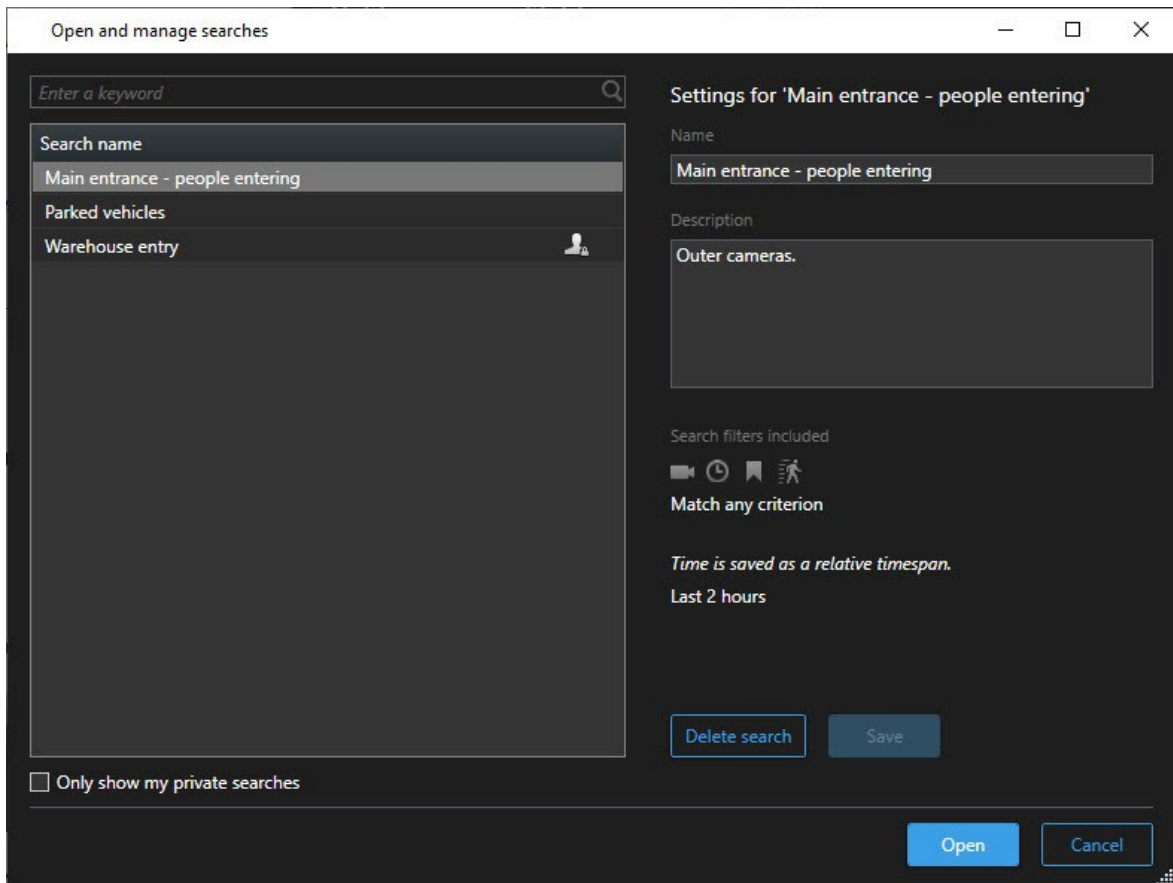 Open and manage searches
Enter a keyword
Search name
Main entrance - people entering
Parked vehicles
Warehouse entry
Only show my private searches
Settings for 'Main entrance - people entering'
Name
Main entrance - people entering
Description
Outer cameras.
Search filters included
Match any criterion
Time is saved as a relative timespan.
Last 2 hours
Delete search
Save
Open
Cancel